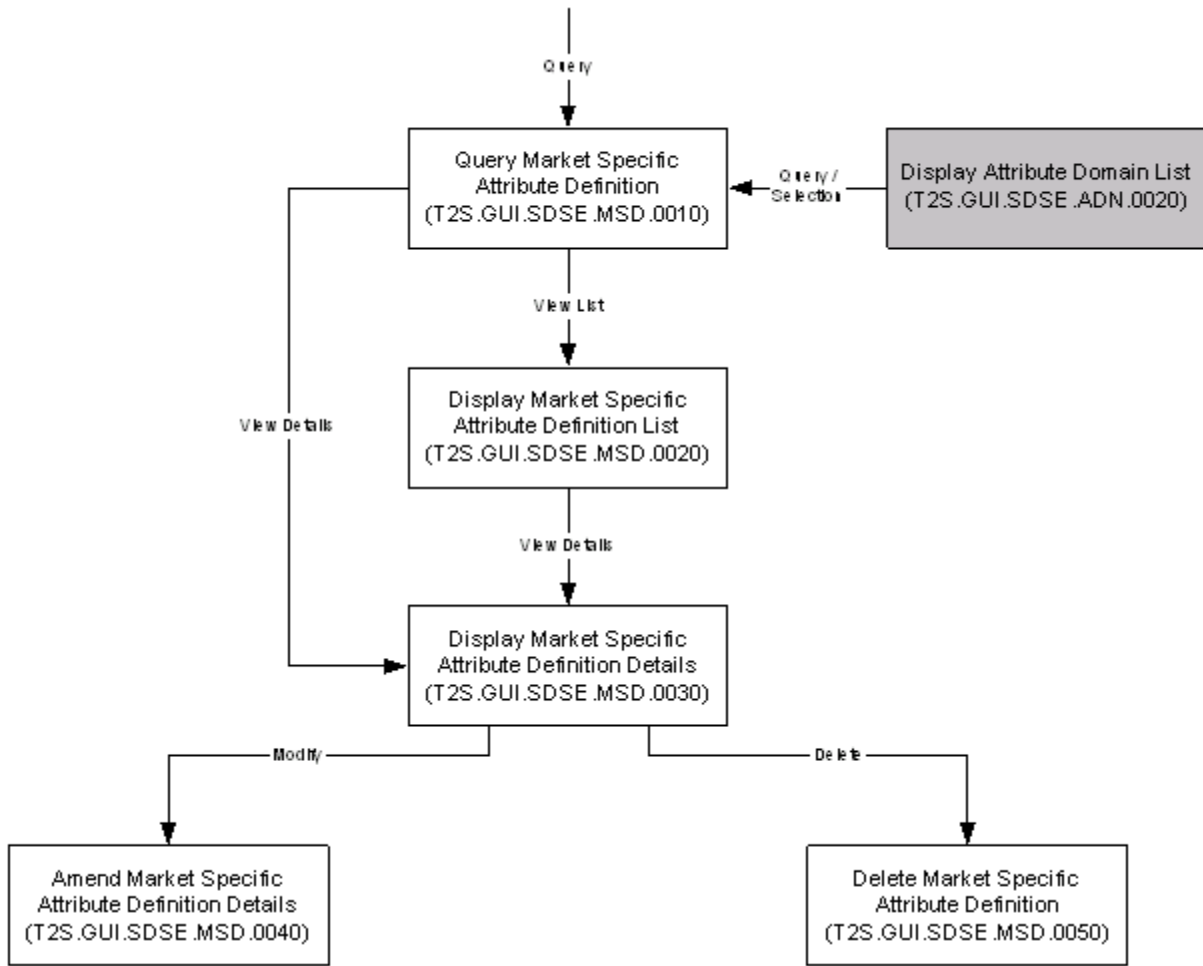 Query
Query Market Specific
Attribute Definition
(T2S.GUI.SDSE.MSD.0010)
Query /
Selection
Display Attribute Domain List
(T2S.GUI.SDSE.ADN.0020)
View List
Display Market Specific
Attribute Definition List
(T2S.GUI.SDSE.MSD.0020)
View Details
View Details
Display Market Specific
Attribute Definition Details
(T2S.GUI.SDSE.MSD.0030)
Modify
Delete
Amend Market Specific
Attribute Definition Details
(T2S.GUI.SDSE.MSD.0040)
Delete Market Specific
Attribute Definition
(T2S.GUI.SDSE.MSD.0050)